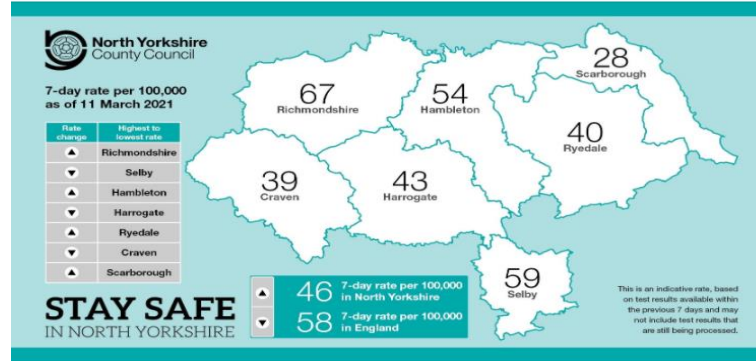 North Yorkshire
County Council
7-day rate per 100,000
as of 11 March 2021
Rate
change
Highest to
lowest rate
▲ Richmondshire
▼ Selby
▲ Hambleton
▼ Harrogate
▲ Ryedale
▼ Craven
▲ Scarborough
67
Richmondshire
54
Hambleton
28
Scarborough
40
Ryedale
39
Craven
43
Harrogate
59
Selby
▲ 46 7-day rate per 100,000
in North Yorkshire
▼ 58 7-day rate per 100,000
in England
STAY SAFE
IN NORTH YORKSHIRE
This is an indicative rate, based
on test results available within
the previous 7 days and may
not include test results that
are still being processed.